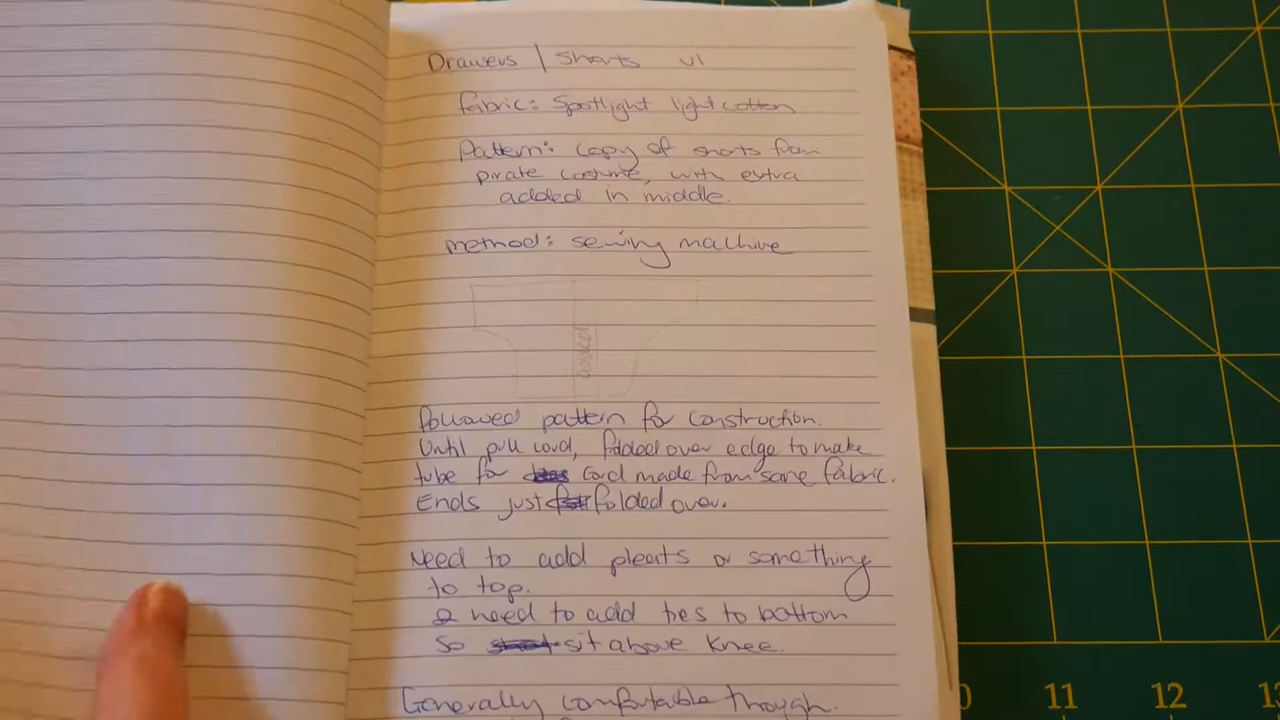 Drawers | Shorts v1
fabric: Spotlight light cotton
Pattern: copy of shorts from
pirate costume, with extra
added in middle.
method: sewing machine
added
followed pattern for construction.
Until pull cord, folded over edge to make
tube for cord made from same fabric.
Ends just folded over.
Need to add pleats or something
to top.
& need to add ties to bottom
so sit above knee.
Generally comfortable though.
0 11 12 13